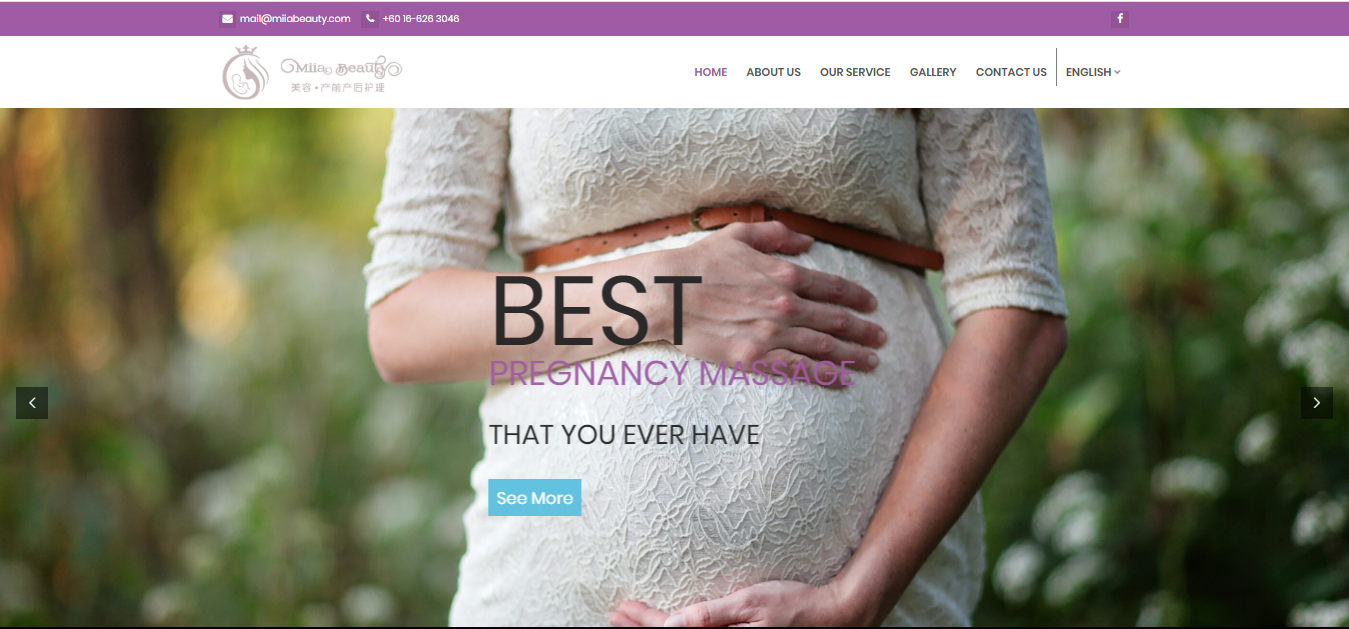 mail@miiabeauty.com +60 16-626 3046
Miia Beauty
美容•产前产后护理
HOME ABOUT US OUR SERVICE GALLERY CONTACT US ENGLISH
BEST
PREGNANCY MASSAGE
THAT YOU EVER HAVE
See More